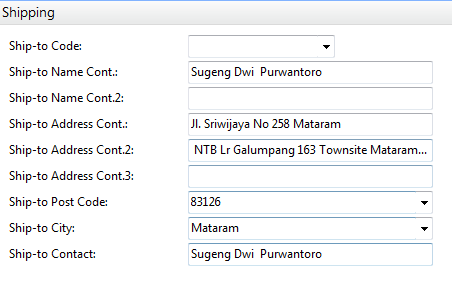 Shipping
Ship-to Code:
Ship-to Name Cont.: Sugeng Dwi  Purwantoro
Ship-to Name Cont.2:
Ship-to Address Cont.: Jl. Sriwijaya No 258 Mataram
Ship-to Address Cont.2: NTB Lr Galumpang 163 Townsite Mataram...
Ship-to Address Cont.3:
Ship-to Post Code: 83126
Ship-to City: Mataram
Ship-to Contact: Sugeng Dwi  Purwantoro